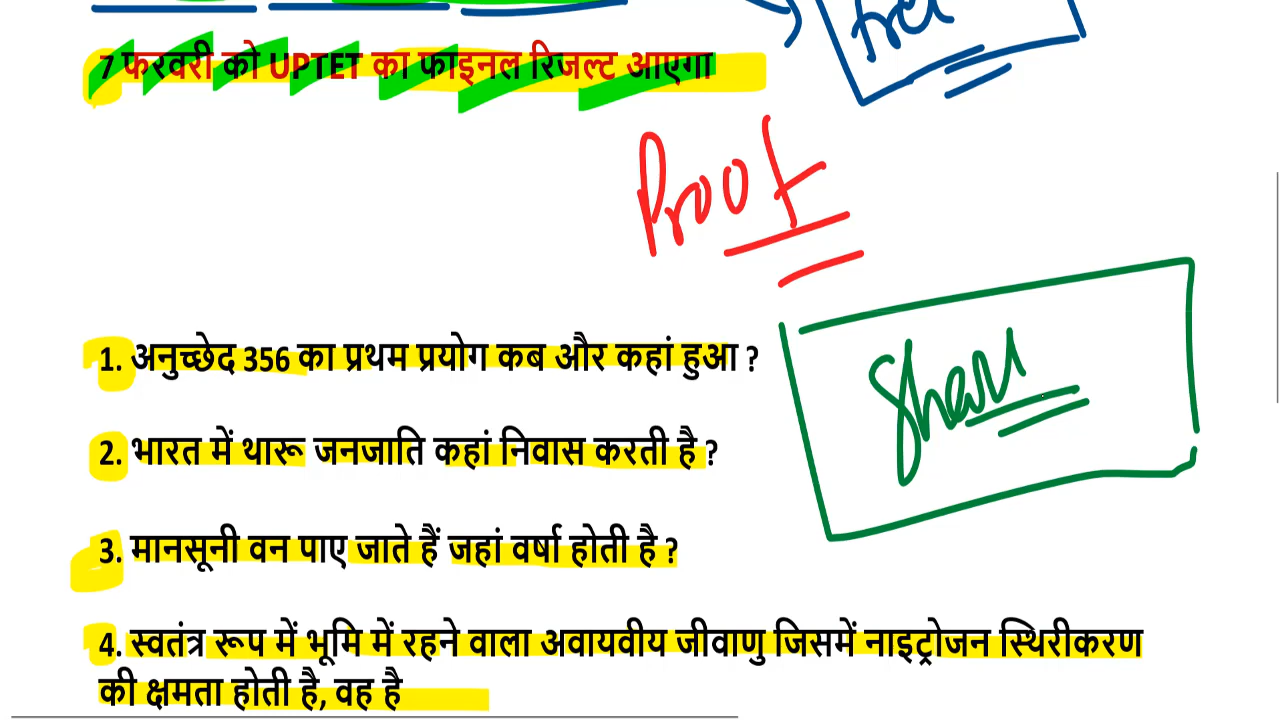 7 फरवरी को UPTET का फाइनल रिजल्ट आएगा
Proof
1. अनुच्छेद 356 का प्रथम प्रयोग कब और कहां हुआ ?
2. भारत में थारू जनजाति कहां निवास करती है ?
3. मानसूनी वन पाए जाते हैं जहां वर्षा होती है ?
4. स्वतंत्र रूप में भूमि में रहने वाला अवायवीय जीवाणु जिसमें नाइट्रोजन स्थिरीकरण
की क्षमता होती है, वह है